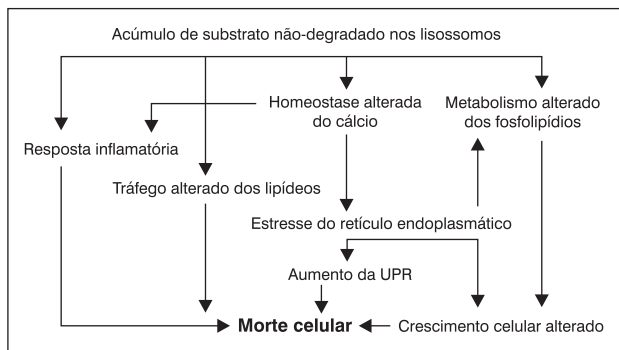 Acúmulo de substrato não-degradado nos lisossomos
Homeostase alterada
do cálcio
Metabolismo alterado
dos fosfolipídios
Resposta inflamatória
Tráfego alterado dos lipídeos
Estresse do retículo endoplasmático
Aumento da UPR
Morte celular
Crescimento celular alterado